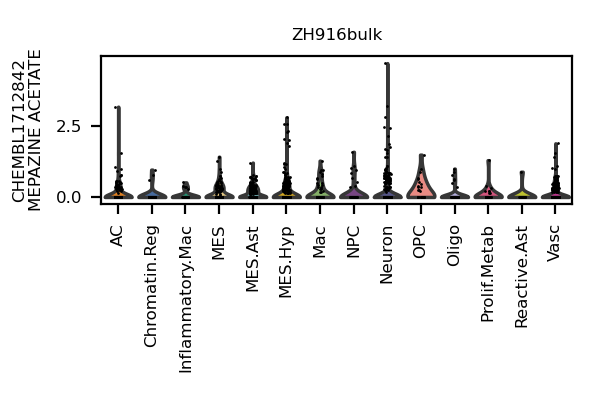 ZH916bulk
CHEMBL1712842
MEPAZINE ACETATE
2.5
0.0
AC
Chromatin.Reg
Inflammatory.Mac
MES
MES.Ast
MES.Hyp
Mac
NPC
Neuron
OPC
Oligo
Prolif.Metab
Reactive.Ast
Vasc